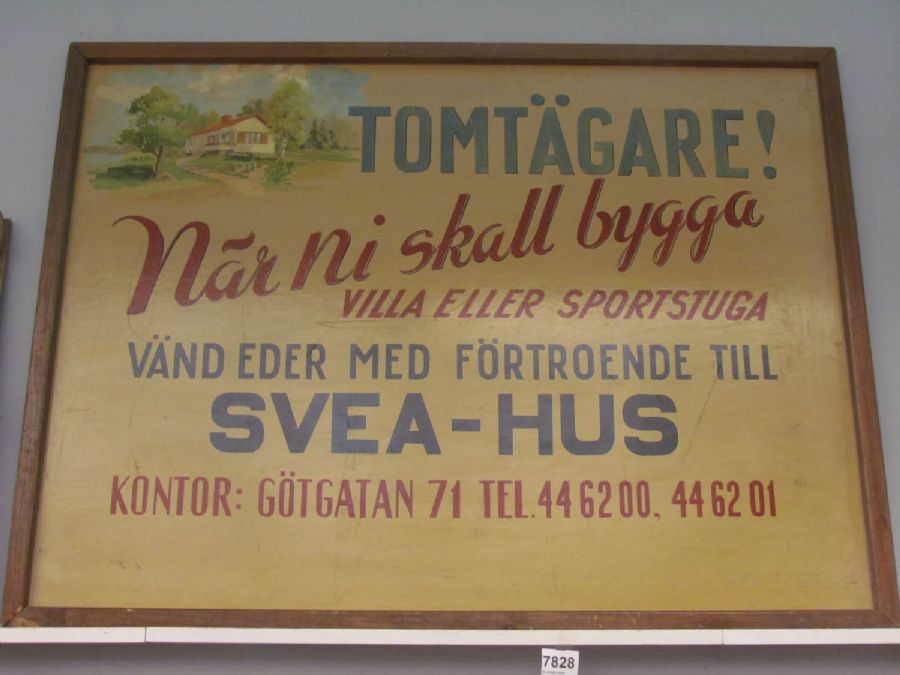 TOMTÄGARE!
När ni skall bygga
VILLA ELLER SPORTSTUGA
VÄND EDER MED FÖRTROENDE TILL
SVEA-HUS
KONTOR: GÖTGATAN 71 TEL. 44 62 00, 44 62 01
7828